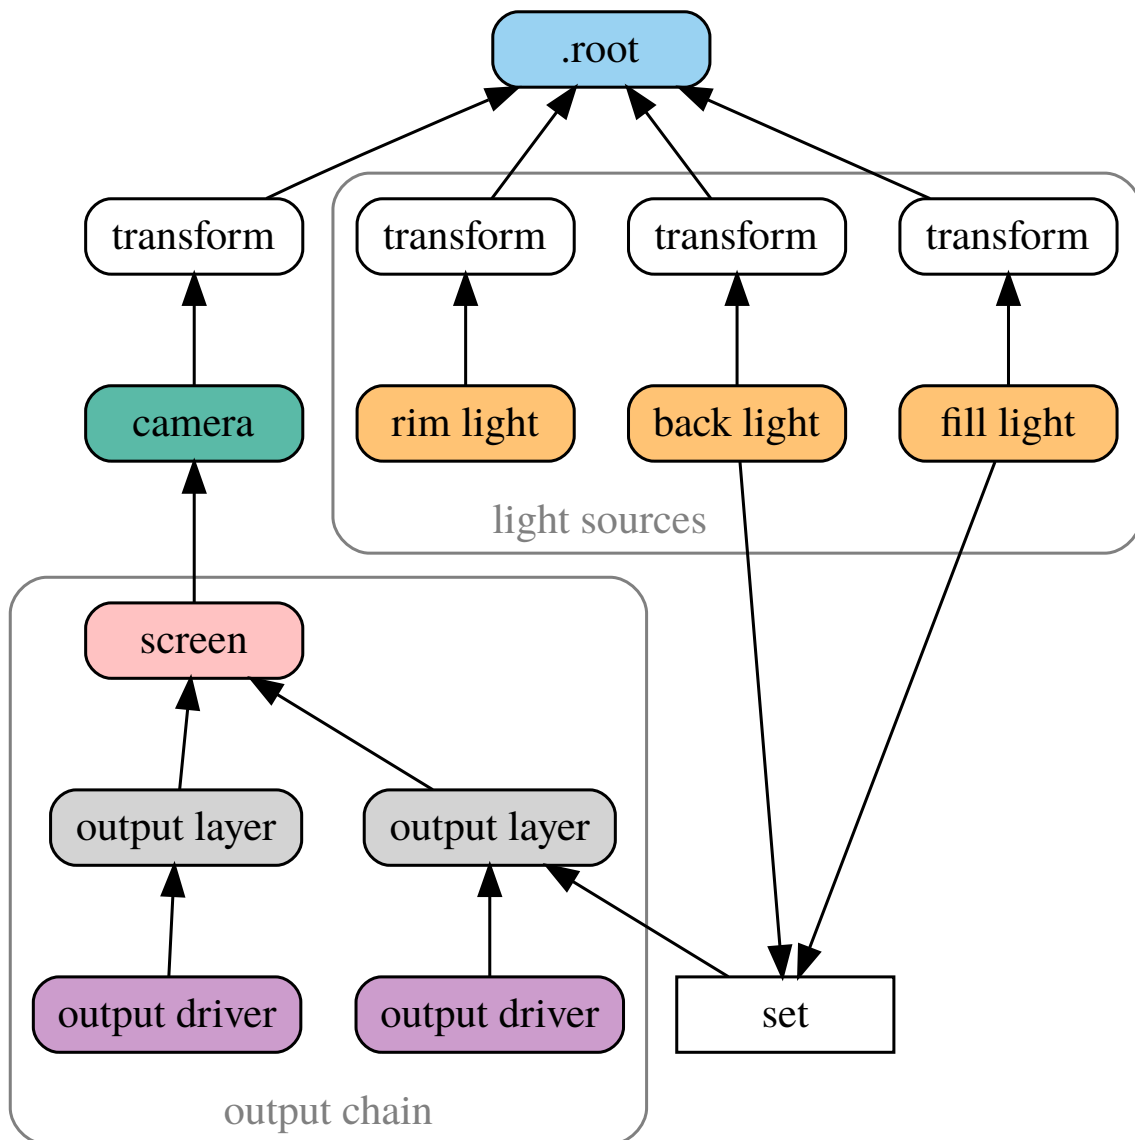 .root
transform
transform
transform
transform
camera
rim light
back light
fill light
light sources
screen
output layer
output layer
output driver
output driver
set
output chain